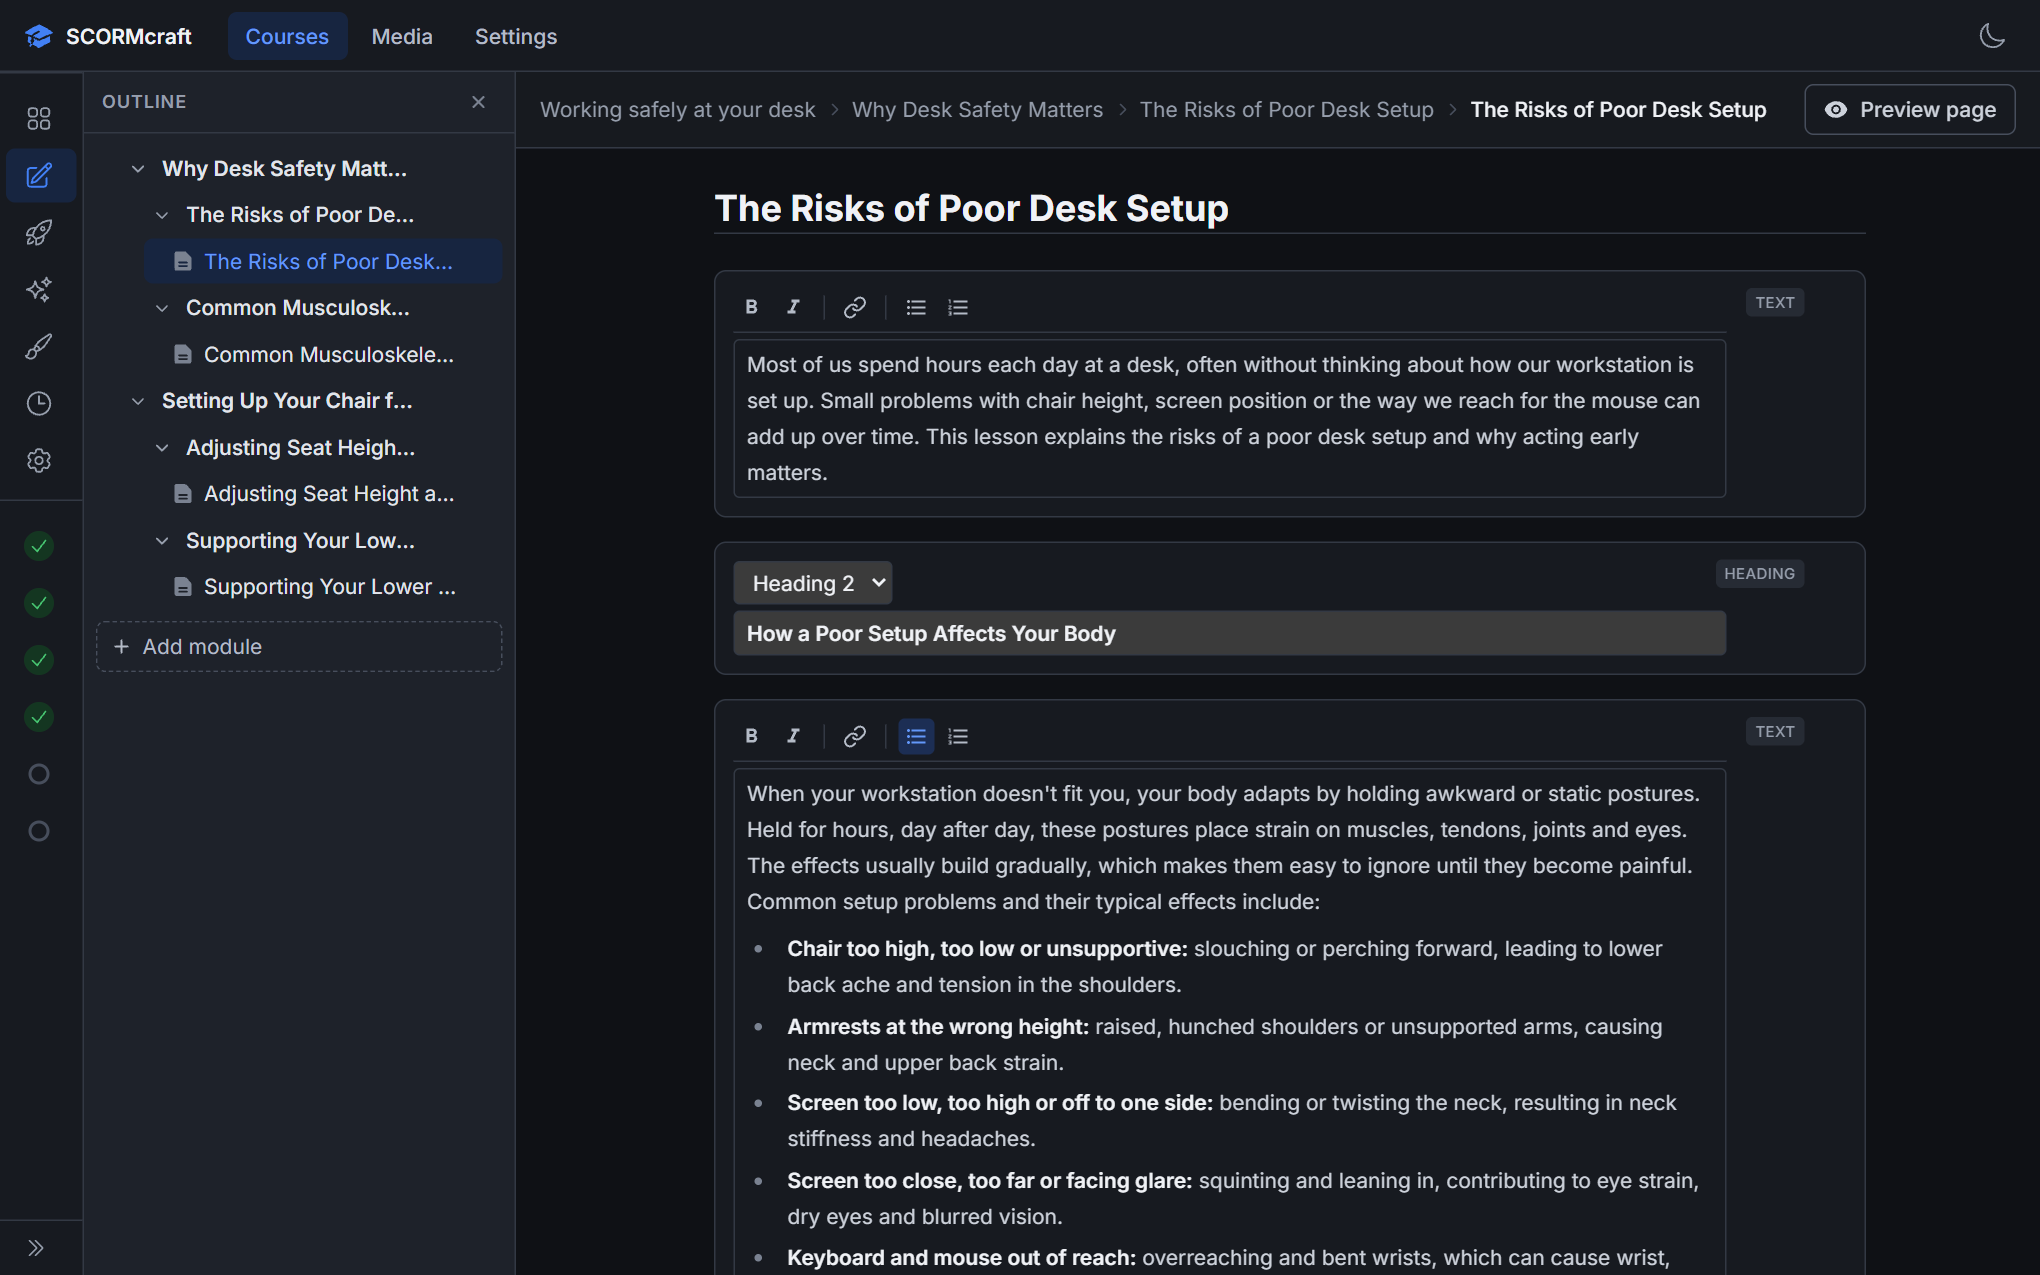 SCORMcraft
Courses
Media
Settings
OUTLINE
Why Desk Safety Matt...
The Risks of Poor De...
The Risks of Poor Desk...
Common Musculosk...
Common Musculoskele...
Setting Up Your Chair f...
Adjusting Seat Heigh...
Adjusting Seat Height a...
Supporting Your Low...
Supporting Your Lower ...
+ Add module
Working safely at your desk > Why Desk Safety Matters > The Risks of Poor Desk Setup > The Risks of Poor Desk Setup
Preview page
The Risks of Poor Desk Setup
B I
TEXT
Most of us spend hours each day at a desk, often without thinking about how our workstation is
set up. Small problems with chair height, screen position or the way we reach for the mouse can
add up over time. This lesson explains the risks of a poor desk setup and why acting early
matters.
Heading 2
HEADING
How a Poor Setup Affects Your Body
B I
TEXT
When your workstation doesn't fit you, your body adapts by holding awkward or static postures.
Held for hours, day after day, these postures place strain on muscles, tendons, joints and eyes.
The effects usually build gradually, which makes them easy to ignore until they become painful.
Common setup problems and their typical effects include:
• Chair too high, too low or unsupportive: slouching or perching forward, leading to lower
back ache and tension in the shoulders.
• Armrests at the wrong height: raised, hunched shoulders or unsupported arms, causing
neck and upper back strain.
• Screen too low, too high or off to one side: bending or twisting the neck, resulting in neck
stiffness and headaches.
• Screen too close, too far or facing glare: squinting and leaning in, contributing to eye strain,
dry eyes and blurred vision.
• Keyboard and mouse out of reach: overreaching and bent wrists, which can cause wrist,